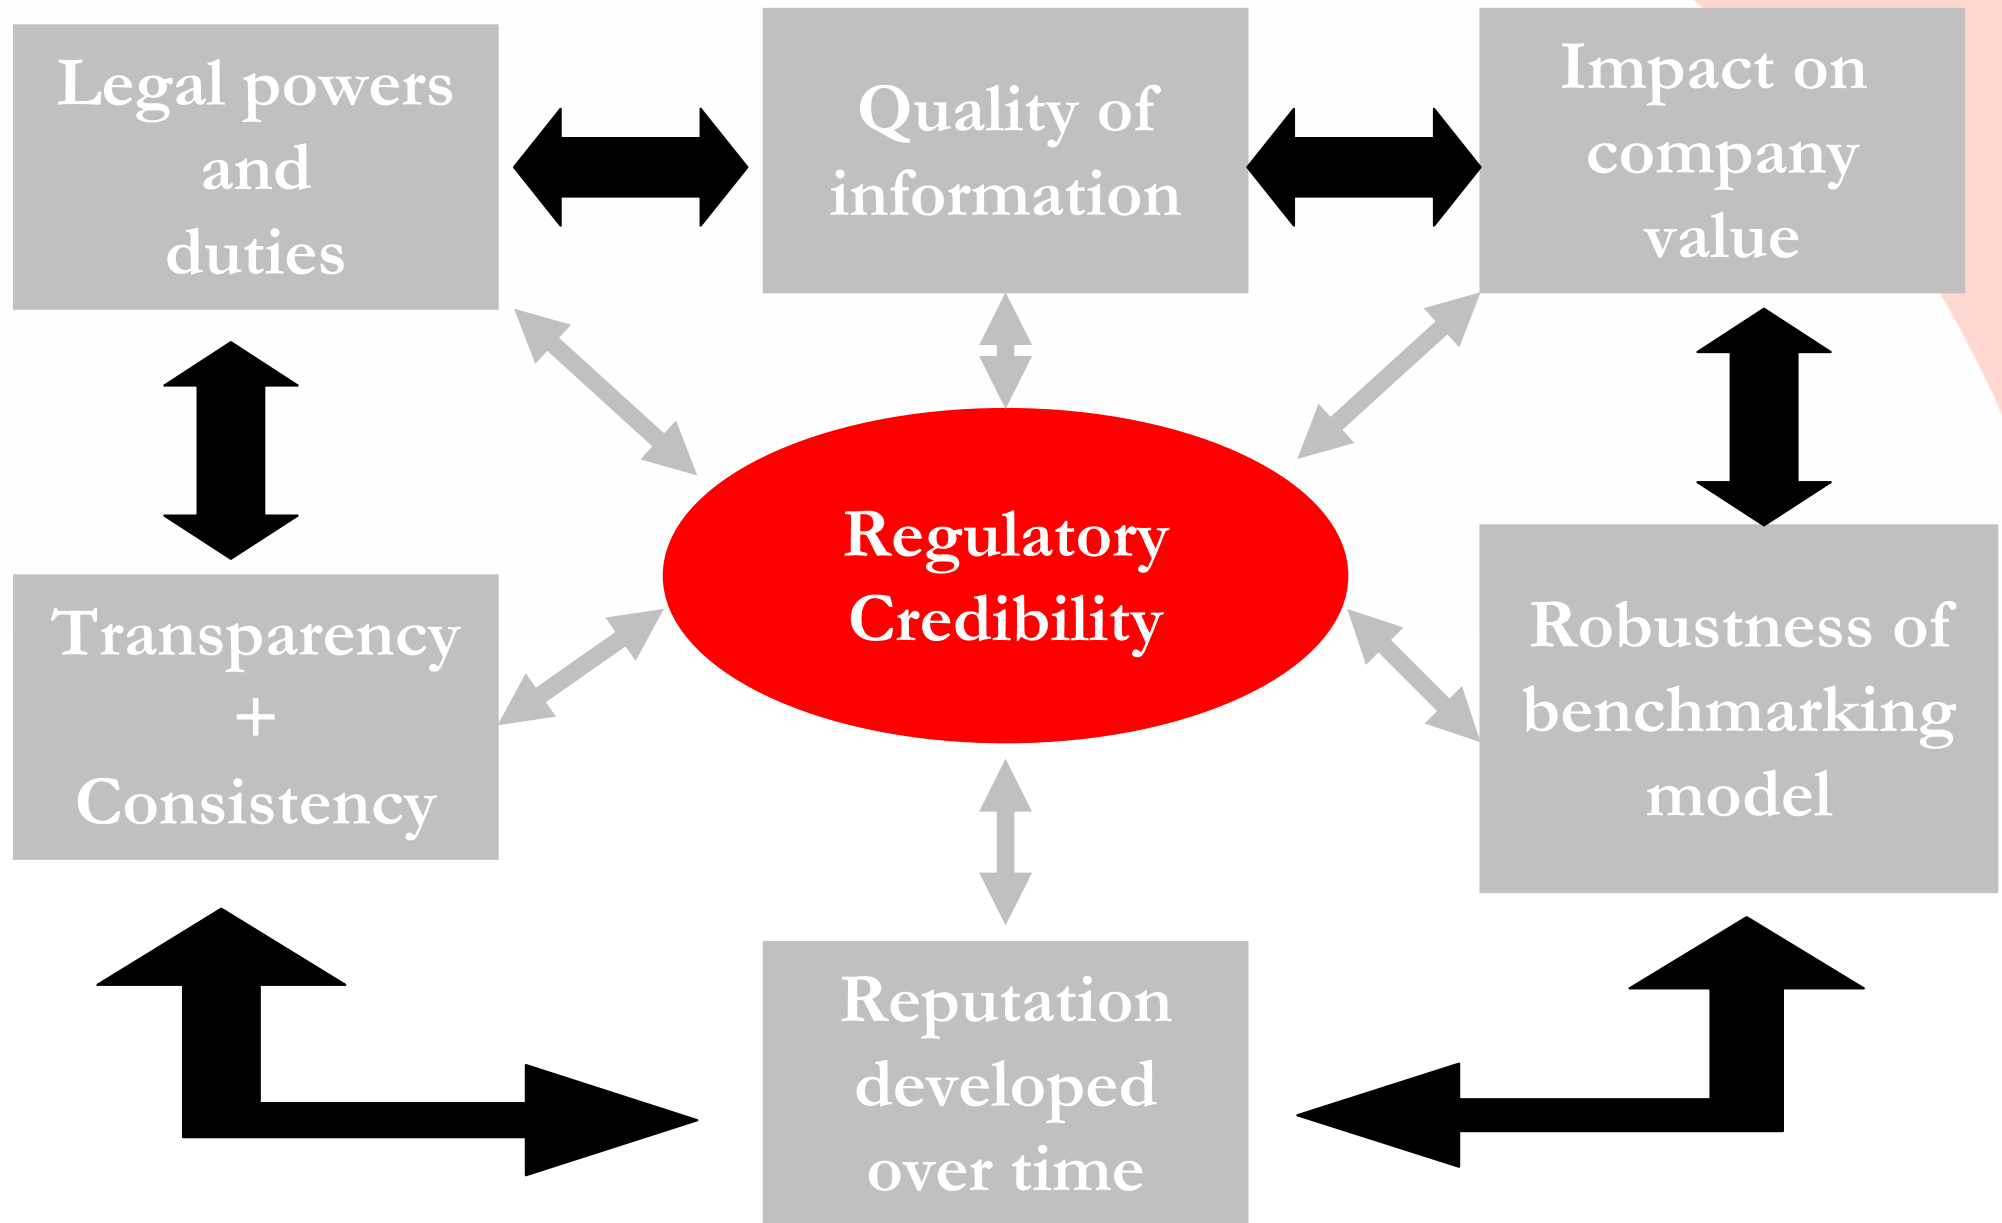 Legal powers
and
duties
Quality of
information
Impact on
company
value
Regulatory
Credibility
Transparency
+
Consistency
Robustness of
benchmarking
model
Reputation
developed
over time